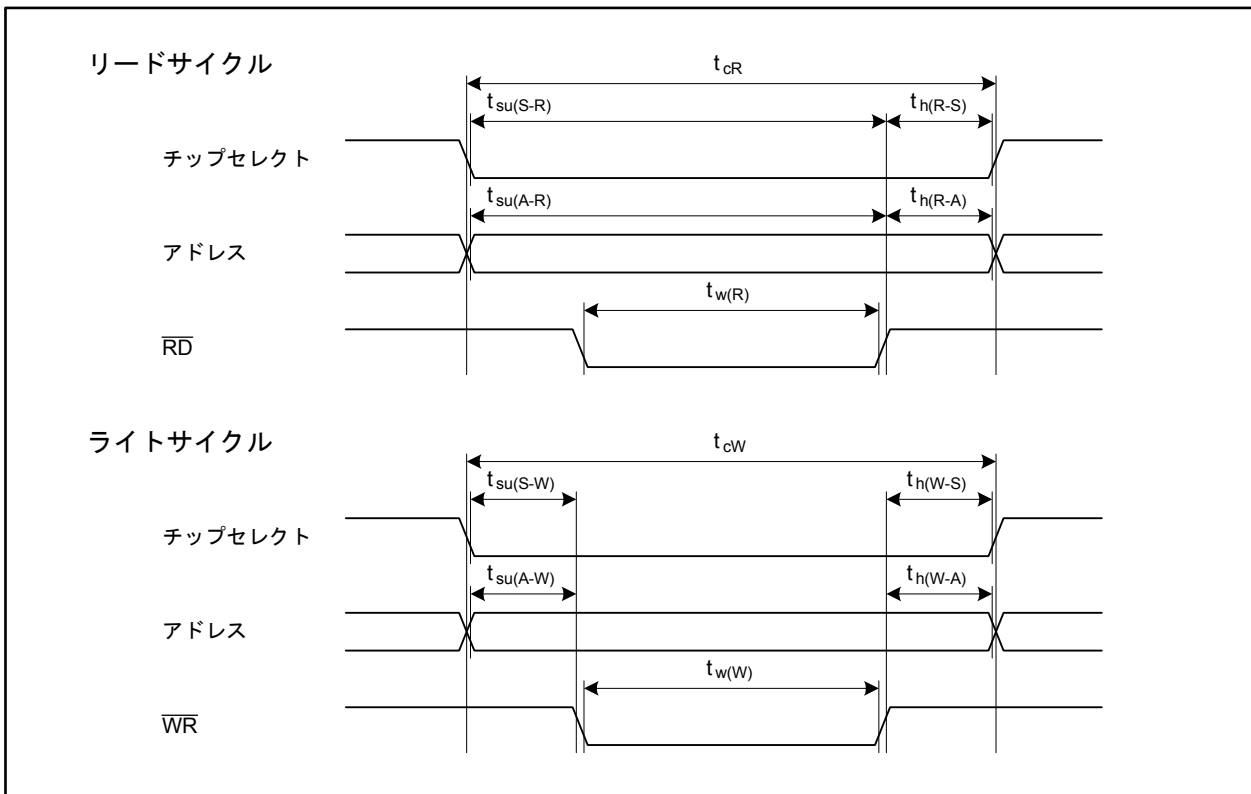 リードサイクル
tcR
tsu(S-R)
th(R-S)
チップセレクト
tsu(A-R)
th(R-A)
アドレス
tw(R)
RD
ライトサイクル
tcW
tsu(S-W)
th(W-S)
チップセレクト
tsu(A-W)
th(W-A)
アドレス
tw(W)
WR